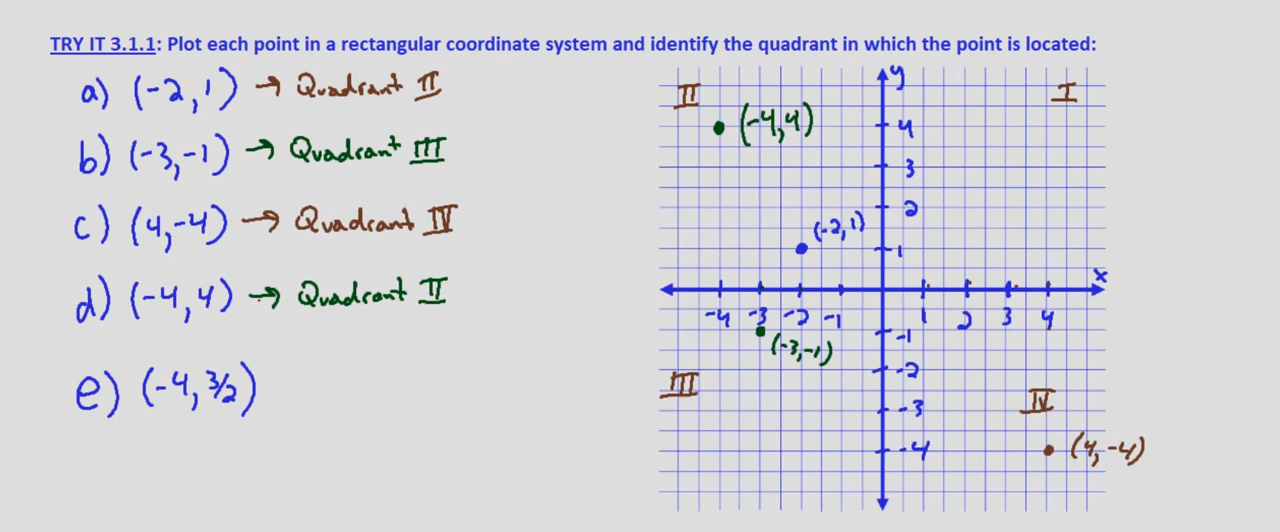 TRY IT 3.1.1: Plot each point in a rectangular coordinate system and identify the quadrant in which the point is located:
a) (-2,1) → Quadrant II
b) (-3,-1) → Quadrant III
c) (4,-4) → Quadrant IV
d) (-4,4) → Quadrant II
e) (-4,3/2)
y
II
I
(-4,4)
4
3
2
(-2,1)
1
x
-4 -3 -2 -1 1 2 3 4
-1
(-3,-1)
-2
III
IV
-3
-4
(4,-4)